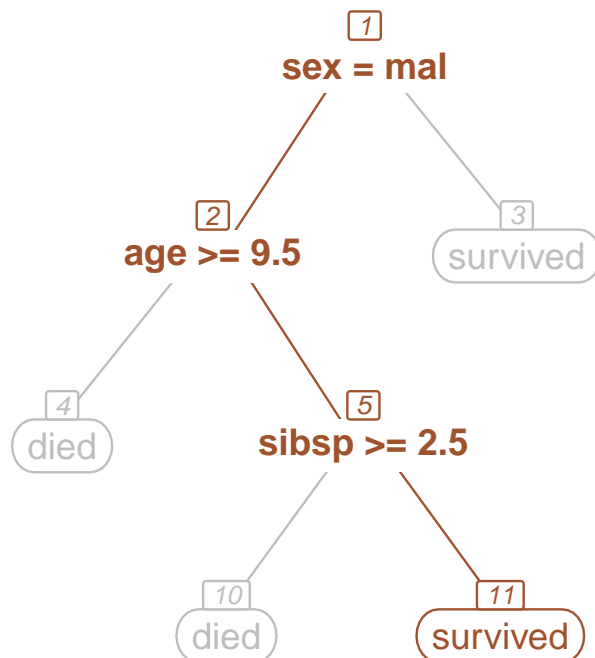 1
sex = mal
2
3
age >= 9.5
survived
4
5
died
sibsp >= 2.5
10
11
died
survived